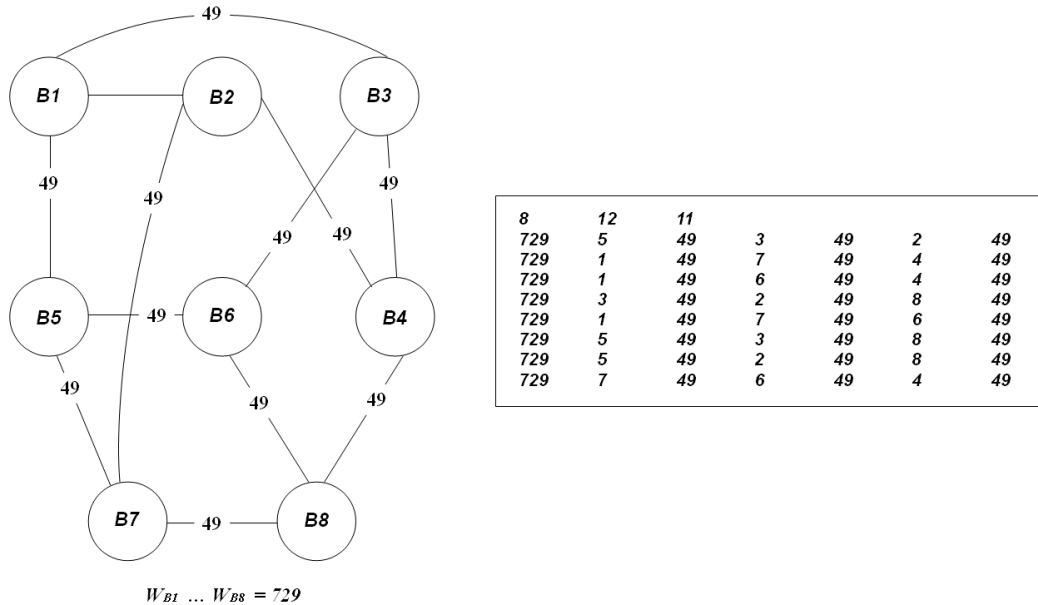 49
B1 B2 B3
49 49 49
49 49
B5 49 B6 B4
49 49 49
B7 49 B8
W_B1 ... W_B8 = 729
8 12 11
729 5 49 3 49 2 49
729 1 49 7 49 4 49
729 1 49 6 49 4 49
729 3 49 2 49 8 49
729 1 49 7 49 6 49
729 5 49 3 49 8 49
729 5 49 2 49 8 49
729 7 49 6 49 4 49